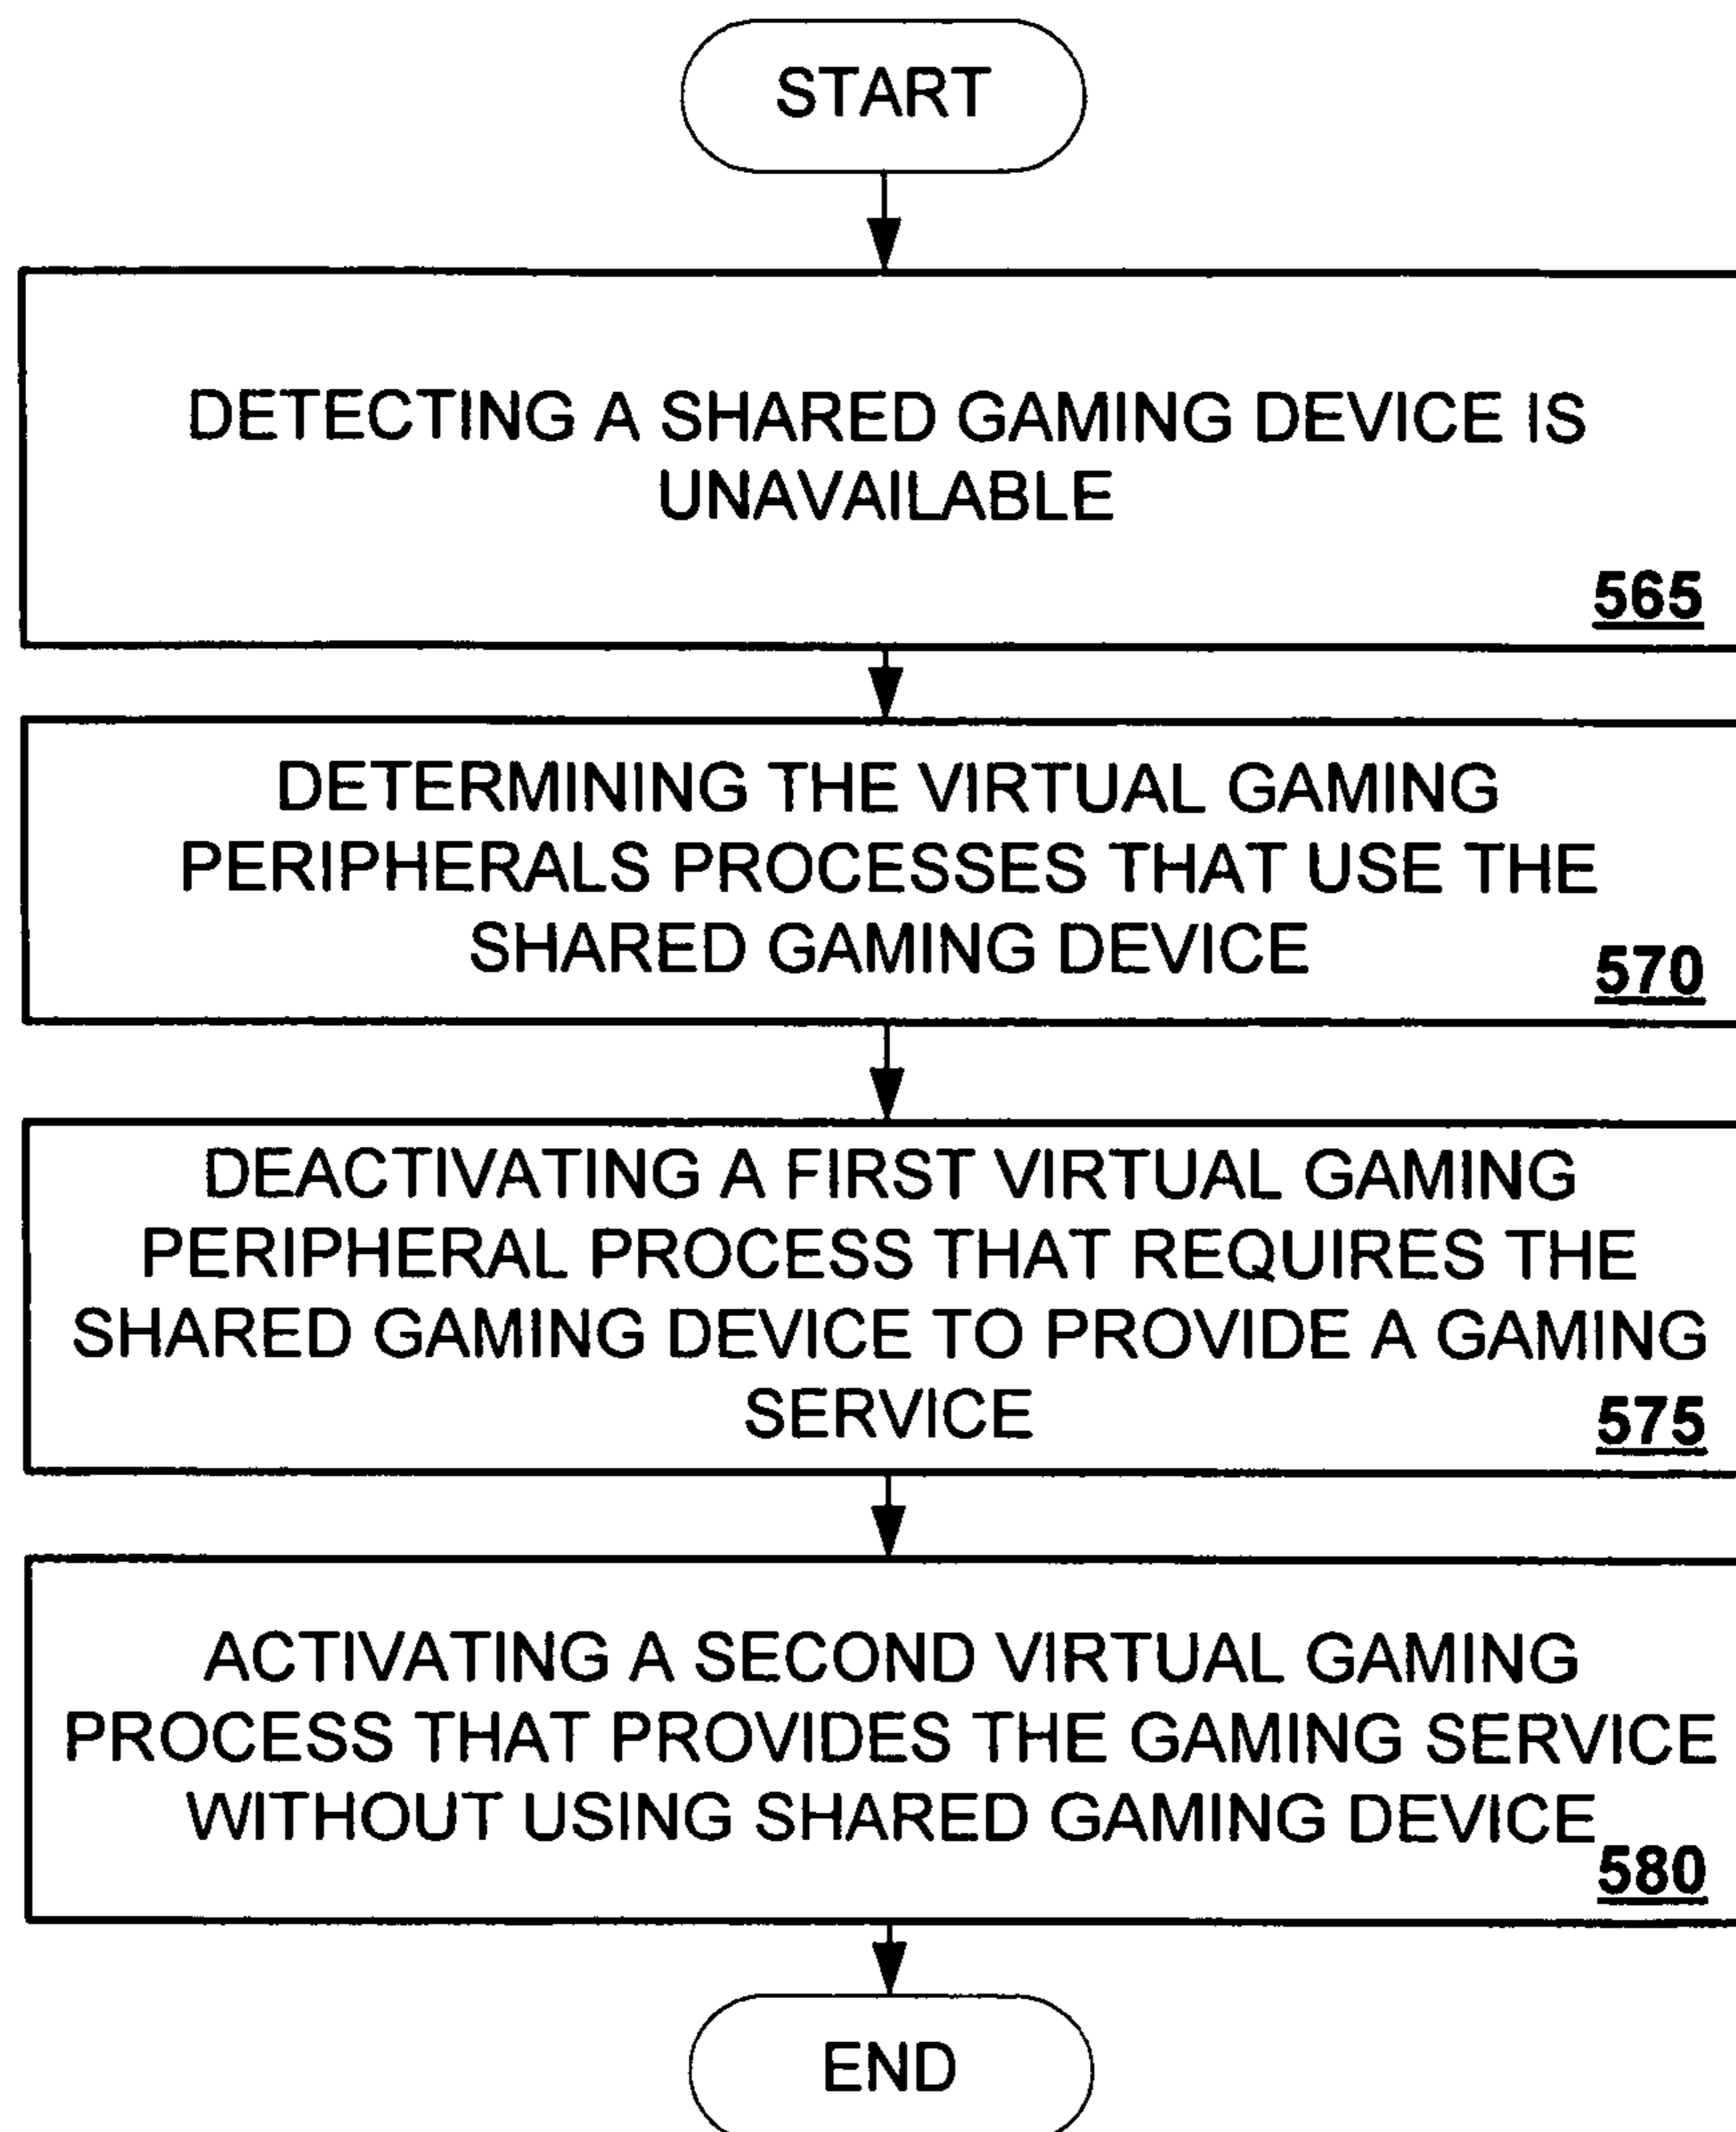 START
DETECTING A SHARED GAMING DEVICE IS
UNAVAILABLE
565
DETERMINING THE VIRTUAL GAMING
PERIPHERALS PROCESSES THAT USE THE
SHARED GAMING DEVICE
570
DEACTIVATING A FIRST VIRTUAL GAMING
PERIPHERAL PROCESS THAT REQUIRES THE
SHARED GAMING DEVICE TO PROVIDE A GAMING
SERVICE
575
ACTIVATING A SECOND VIRTUAL GAMING
PROCESS THAT PROVIDES THE GAMING SERVICE
WITHOUT USING SHARED GAMING DEVICE
580
END